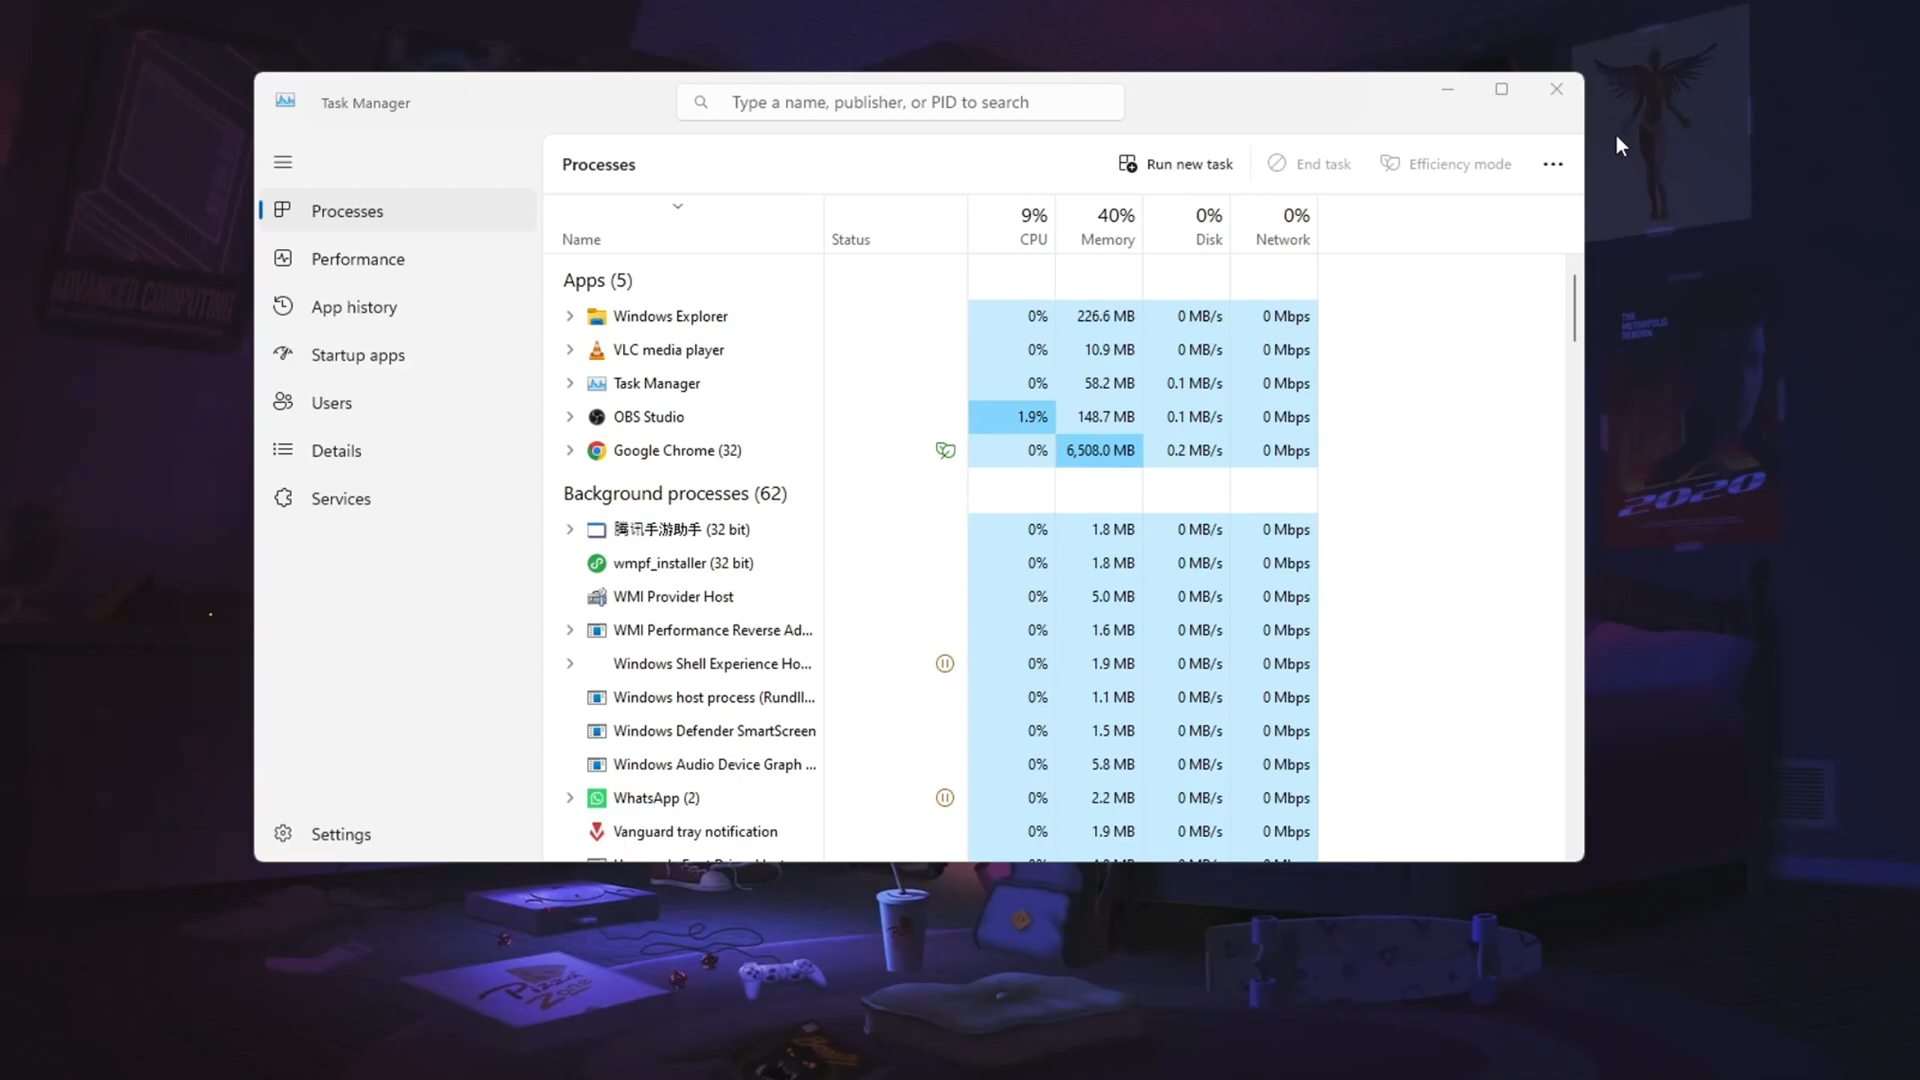 Task Manager
Type a name, publisher, or PID to search
Processes
Run new task
End task
Efficiency mode
Processes
Performance
App history
Startup apps
Users
Details
Services
Settings
9% 40% 0% 0%
Name Status CPU Memory Disk Network
Apps (5)
Windows Explorer 0% 226.6 MB 0 MB/s 0 Mbps
VLC media player 0% 10.9 MB 0 MB/s 0 Mbps
Task Manager 0% 58.2 MB 0.1 MB/s 0 Mbps
OBS Studio 1.9% 148.7 MB 0.1 MB/s 0 Mbps
Google Chrome (32) 0% 6,508.0 MB 0.2 MB/s 0 Mbps
Background processes (62)
腾讯手游助手 (32 bit) 0% 1.8 MB 0 MB/s 0 Mbps
wmpf_installer (32 bit) 0% 1.8 MB 0 MB/s 0 Mbps
WMI Provider Host 0% 5.0 MB 0 MB/s 0 Mbps
WMI Performance Reverse Ad... 0% 1.6 MB 0 MB/s 0 Mbps
Windows Shell Experience Ho... 0% 1.9 MB 0 MB/s 0 Mbps
Windows host process (Rundll... 0% 1.1 MB 0 MB/s 0 Mbps
Windows Defender SmartScreen 0% 1.5 MB 0 MB/s 0 Mbps
Windows Audio Device Graph ... 0% 5.8 MB 0 MB/s 0 Mbps
WhatsApp (2) 0% 2.2 MB 0 MB/s 0 Mbps
Vanguard tray notification 0% 1.9 MB 0 MB/s 0 Mbps
ADVANCED COMPUTING
THE
METROPOLIS
REBORN
2020
Pizza
Zone